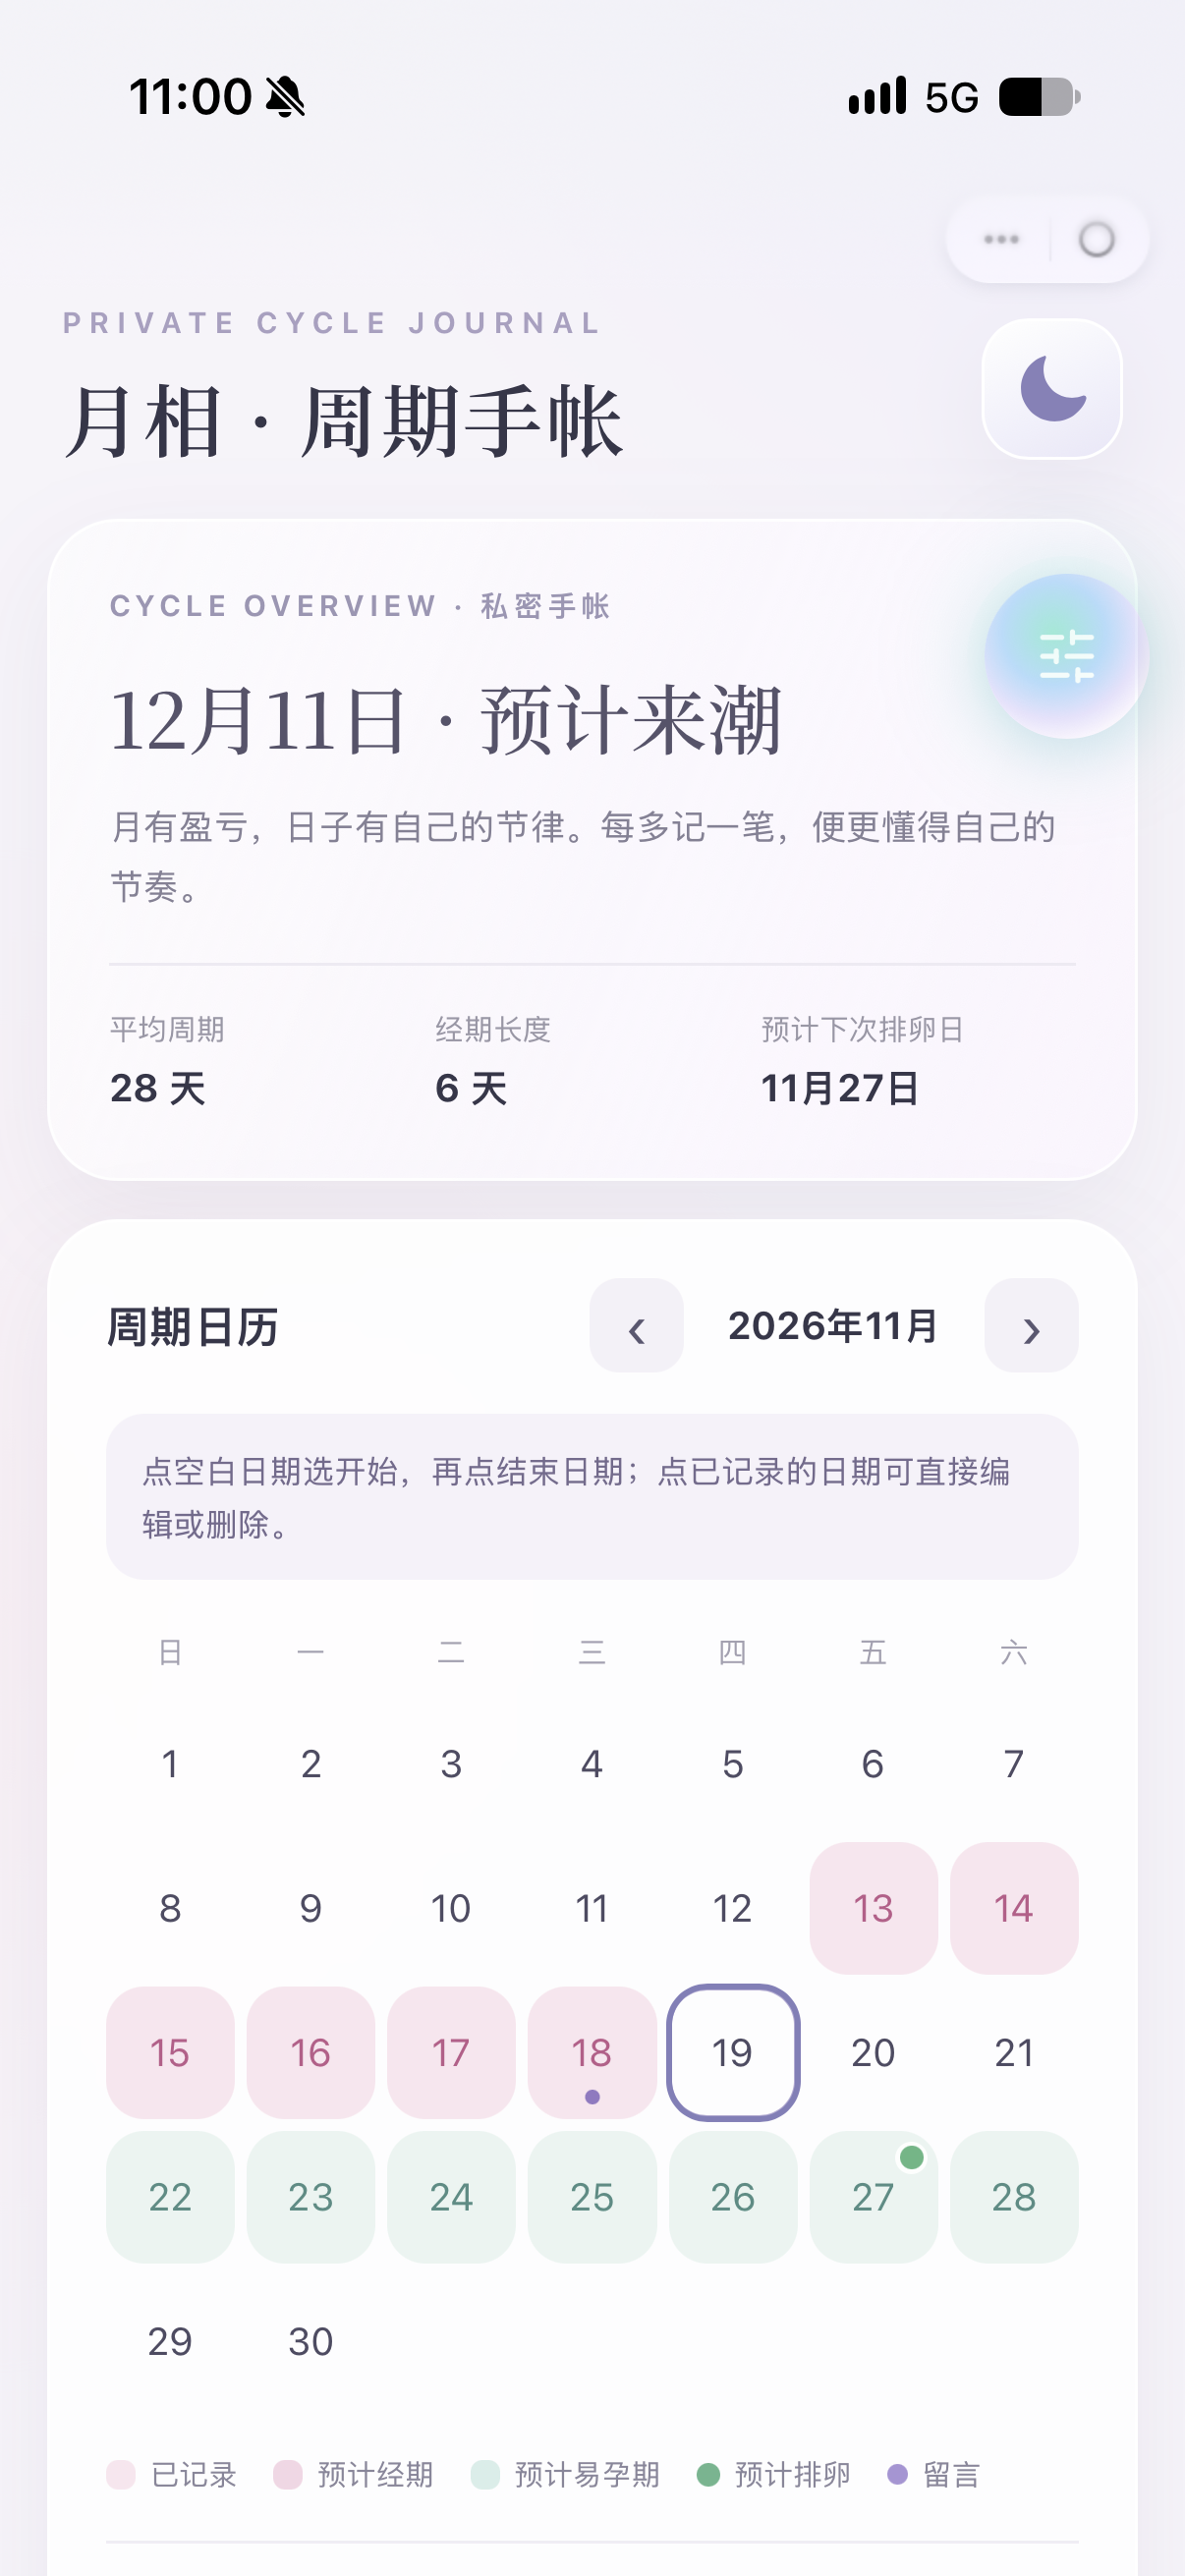 11:00 5G
PRIVATE CYCLE JOURNAL
月相 · 周期手帐
CYCLE OVERVIEW · 私密手帐
12月11日 · 预计来潮
月有盈亏，日子有自己的节律。每多记一笔，便更懂得自己的
节奏。
平均周期 经期长度 预计下次排卵日
28 天 6 天 11月27日
周期日历 ‹ 2026年11月 ›
点空白日期选开始，再点结束日期；点已记录的日期可直接编
辑或删除。
日 一 二 三 四 五 六
1 2 3 4 5 6 7
8 9 10 11 12 13 14
15 16 17 18 19 20 21
22 23 24 25 26 27 28
29 30
已记录 预计经期 预计易孕期 预计排卵 留言